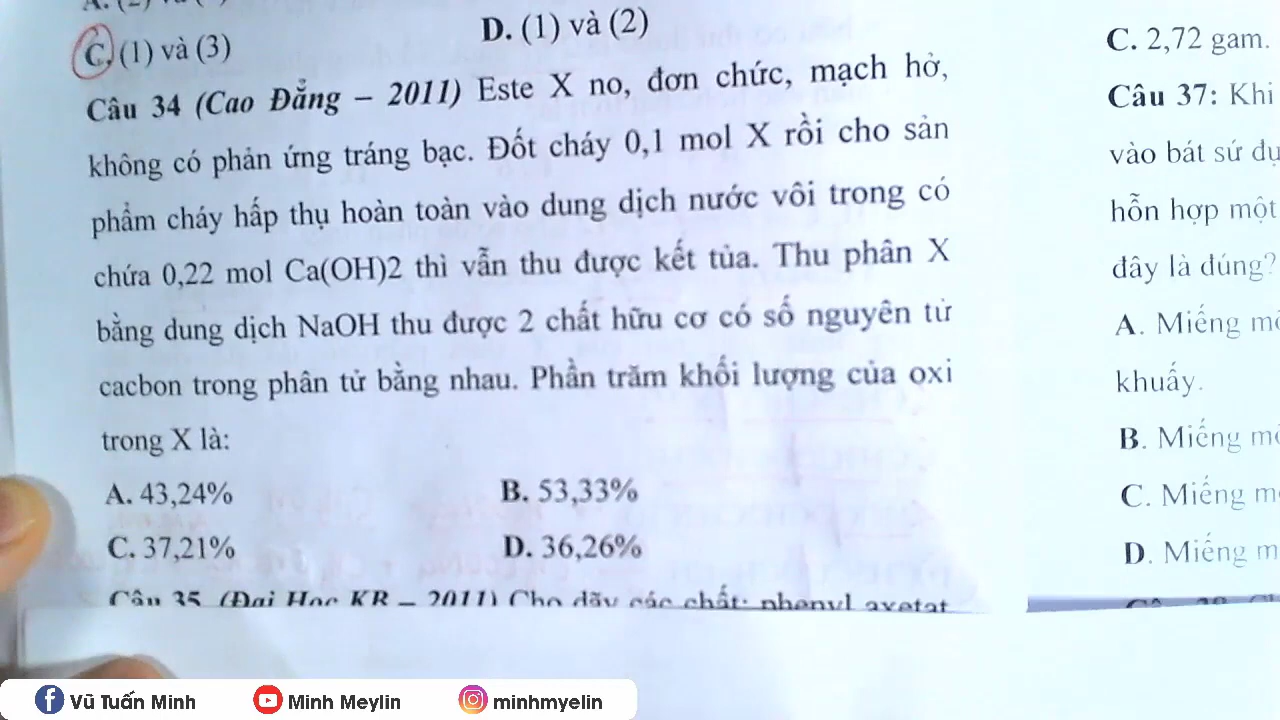 C. (1) và (3)
D. (1) và (2)
Câu 34 (Cao Đẳng – 2011) Este X no, đơn chức, mạch hở,
không có phản ứng tráng bạc. Đốt cháy 0,1 mol X rồi cho sản
phẩm cháy hấp thụ hoàn toàn vào dung dịch nước vôi trong có
chứa 0,22 mol Ca(OH)2 thì vẫn thu được kết tủa. Thu phân X
bằng dung dịch NaOH thu được 2 chất hữu cơ có số nguyên tử
cacbon trong phân tử bằng nhau. Phần trăm khối lượng của oxi
trong X là:
A. 43,24%
B. 53,33%
C. 37,21%
D. 36,26%
Câu 35 (Đại Học KB – 2011) Cho dãy các chất: phenyl axetat
C. 2,72 gam.
Câu 37: Khi
vào bát sứ
hỗn hợp một
đây là đúng?
A. Miếng
khuấy.
B. Miếng
C. Miếng
D. Miếng
Vũ Tuấn Minh
Minh Meylin
minhmyelin